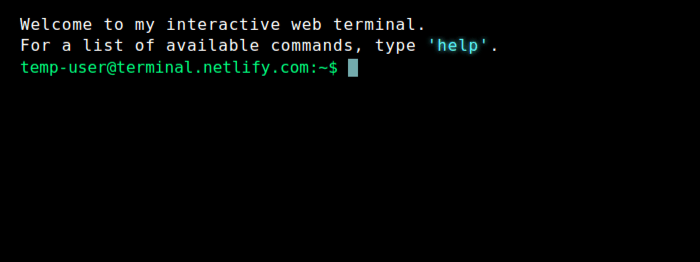 Welcome to my interactive web terminal.
For a list of available commands, type 'help'.
temp-user@terminal.netlify.com:~$